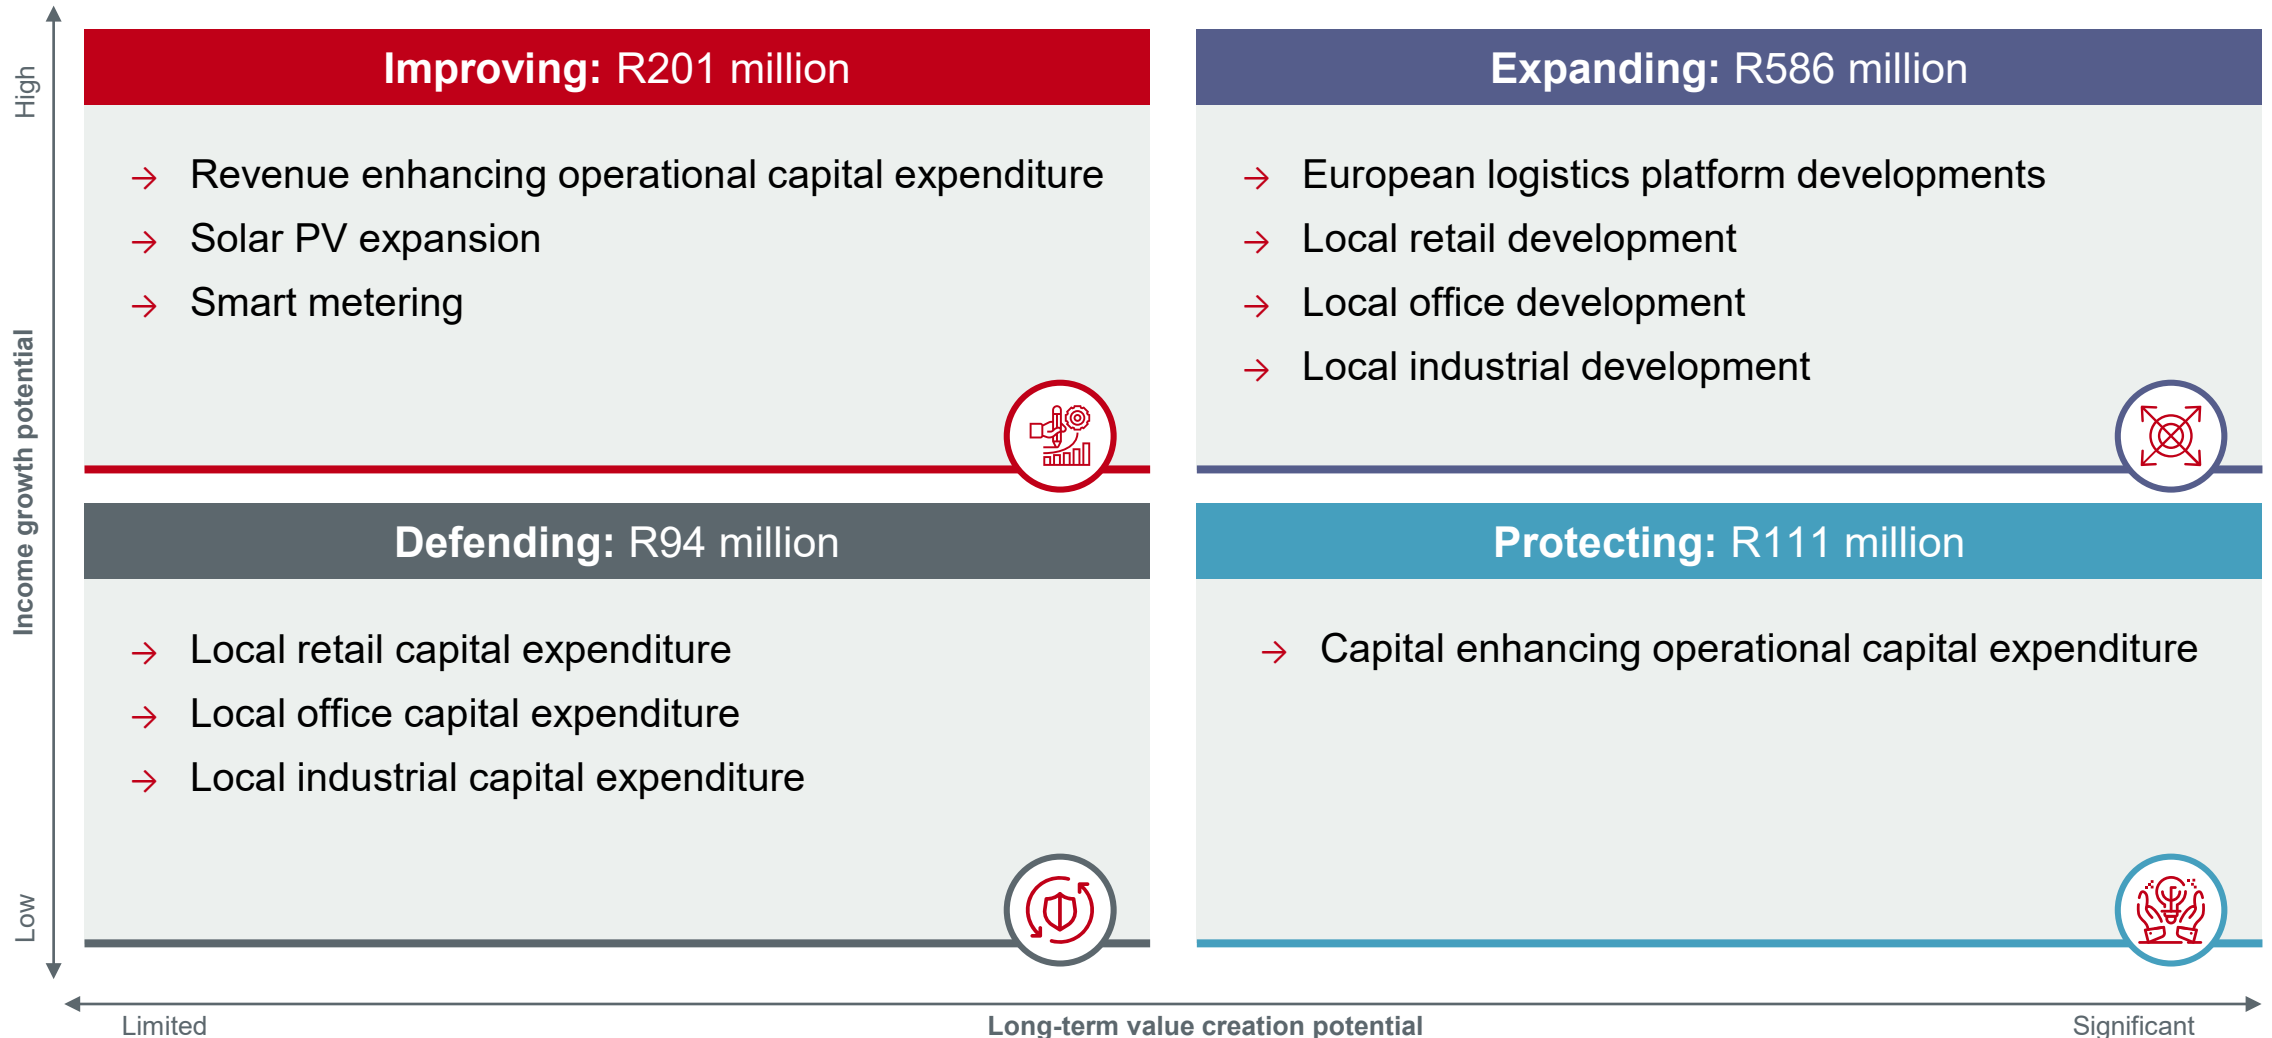 High
Income growth potential
Low
Improving: R201 million
→ Revenue enhancing operational capital expenditure
→ Solar PV expansion
→ Smart metering
Expanding: R586 million
→ European logistics platform developments
→ Local retail development
→ Local office development
→ Local industrial development
Defending: R94 million
→ Local retail capital expenditure
→ Local office capital expenditure
→ Local industrial capital expenditure
Protecting: R111 million
→ Capital enhancing operational capital expenditure
Limited
Long-term value creation potential
Significant